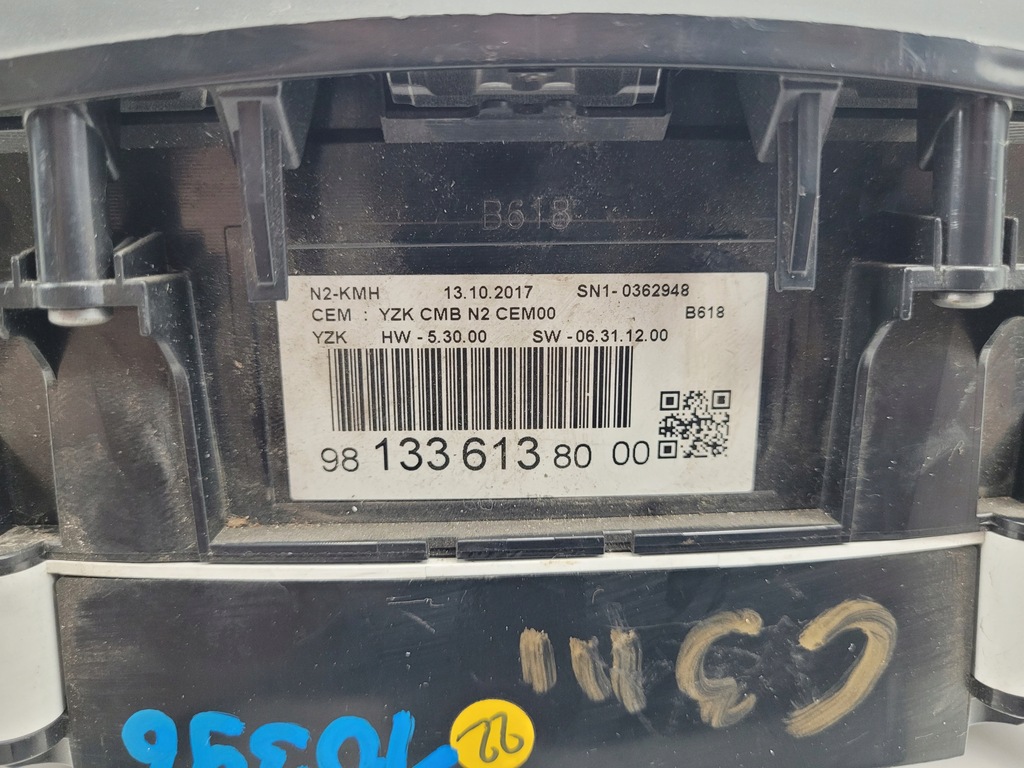 B618
N2-KMH 13.10.2017 SN1- 0362948
CEM : YZK CMB N2 CEM00 B618
YZK HW - 5.30.00 SW - 06.31.12.00
98 133 613 80 00
C3
22